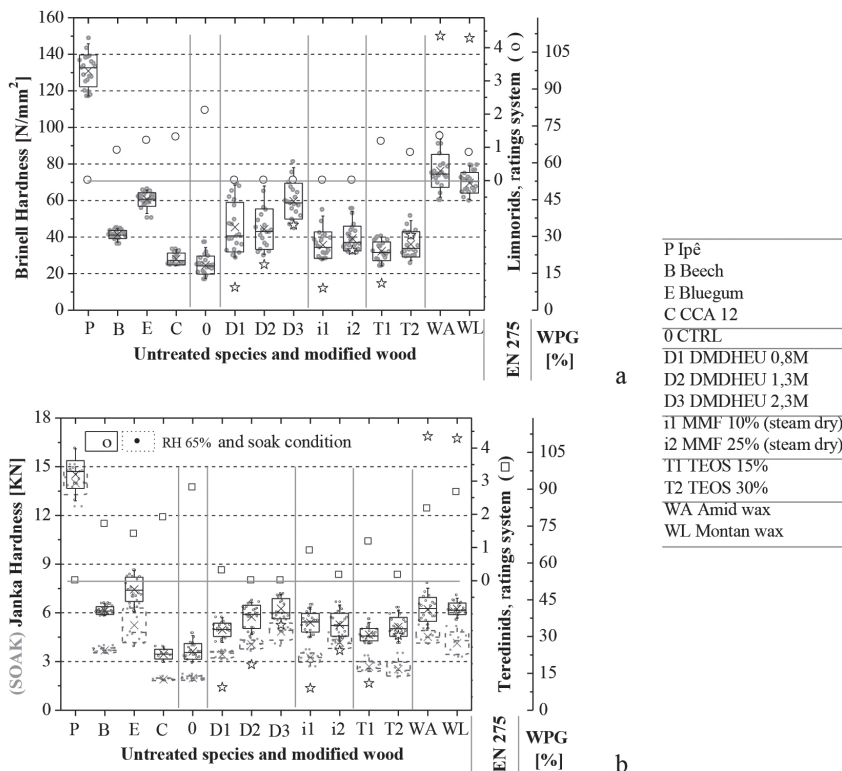 160
140
120
100
80
60
40
20
0
Brinell Hardness [N/mm²]
4
3
2
1
0
Limnorids, ratings system ( o )
105
90
75
60
45
30
15
0
P B E C 0 D1 D2 D3 i1 i2 T1 T2 WA WL
Untreated species and modified wood
EN 275
WPG
[%]
a
P Ipê
B Beech
E Bluegum
C CCA 12
0 CTRL
D1 DMDHEU 0,8M
D2 DMDHEU 1,3M
D3 DMDHEU 2,3M
i1 MMF 10% (steam dry)
i2 MMF 25% (steam dry)
T1 TEOS 15%
T2 TEOS 30%
WA Amid wax
WL Montan wax
18
15
12
9
6
3
0
(SOAK) Janka Hardness [KN]
o RH 65% and soak condition
4
3
2
1
0
Teredinids, ratings system (□)
105
90
75
60
45
30
15
0
P B E C 0 D1 D2 D3 i1 i2 T1 T2 WA WL
Untreated species and modified wood
EN 275
WPG
[%]
b